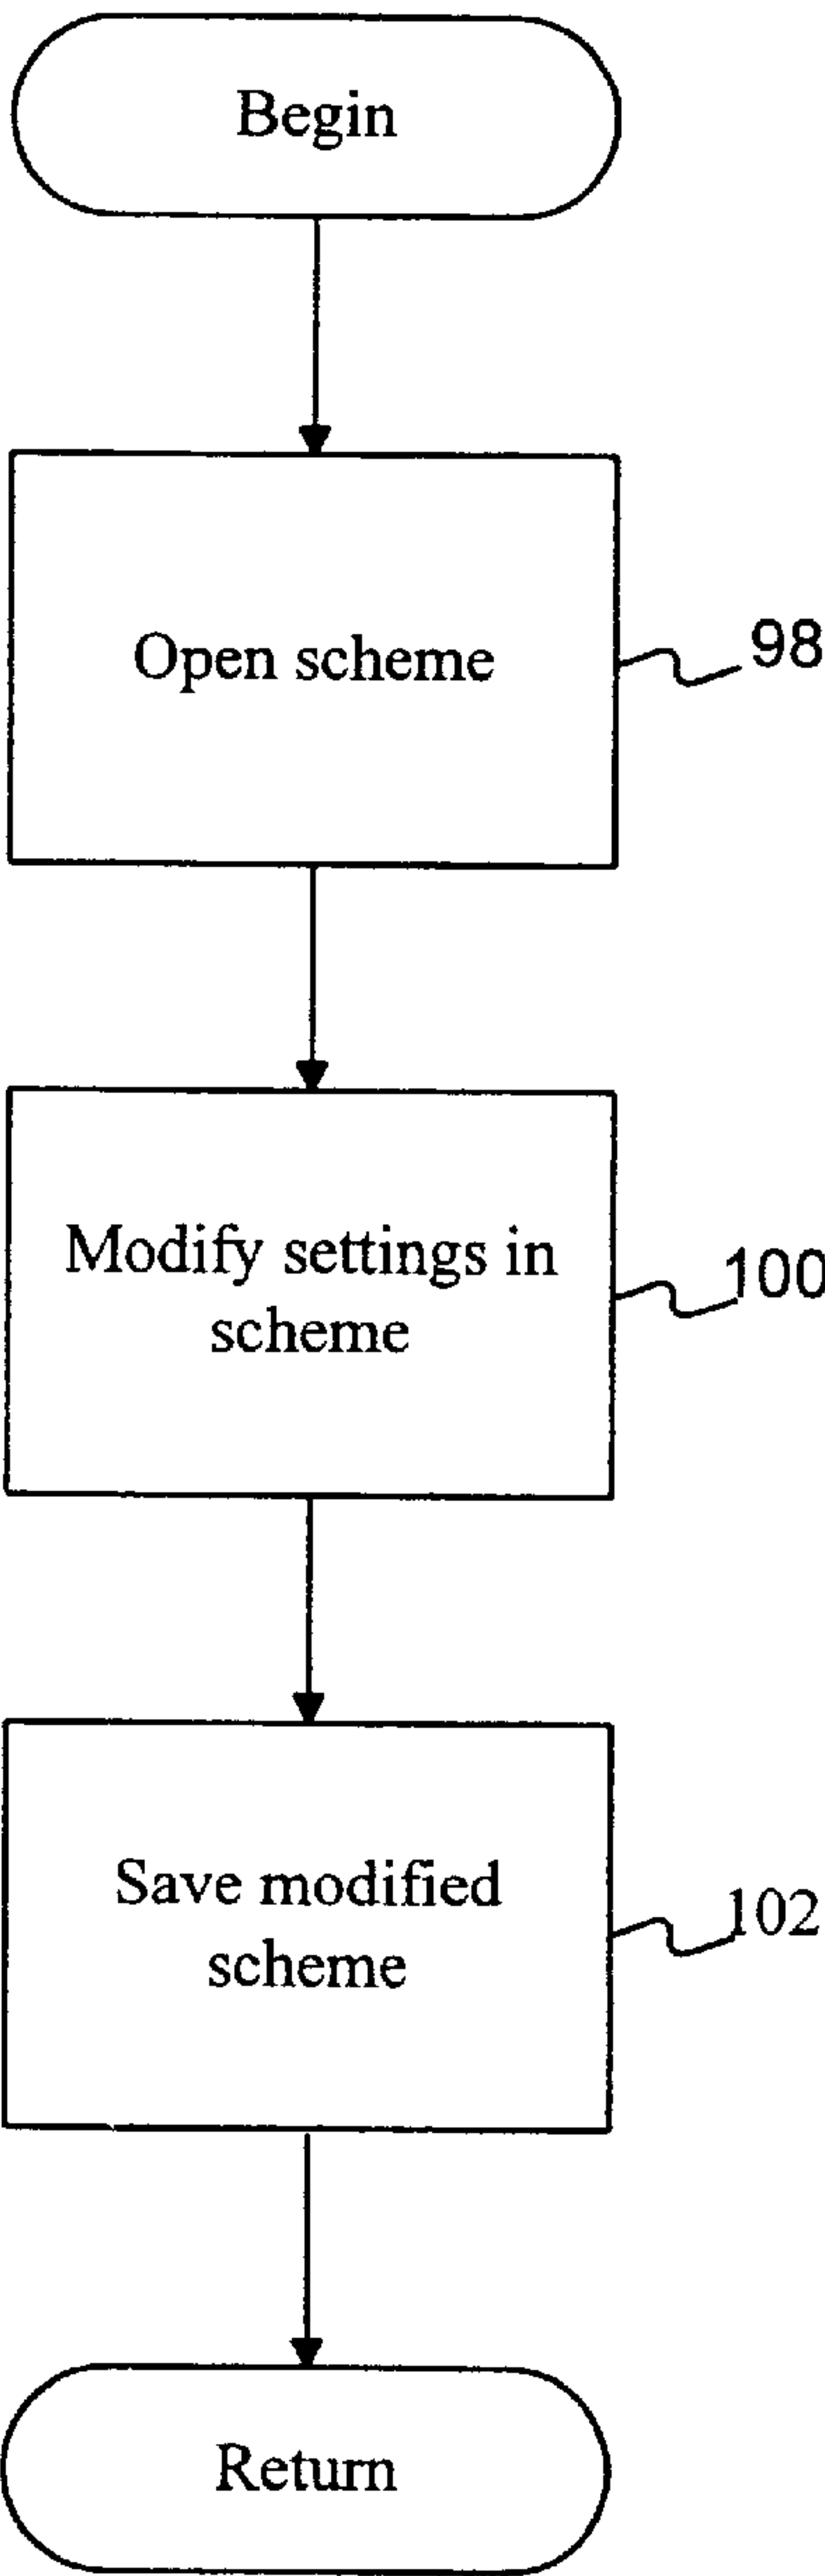 Begin
Open scheme
98
Modify settings in
scheme
100
Save modified
scheme
102
Return